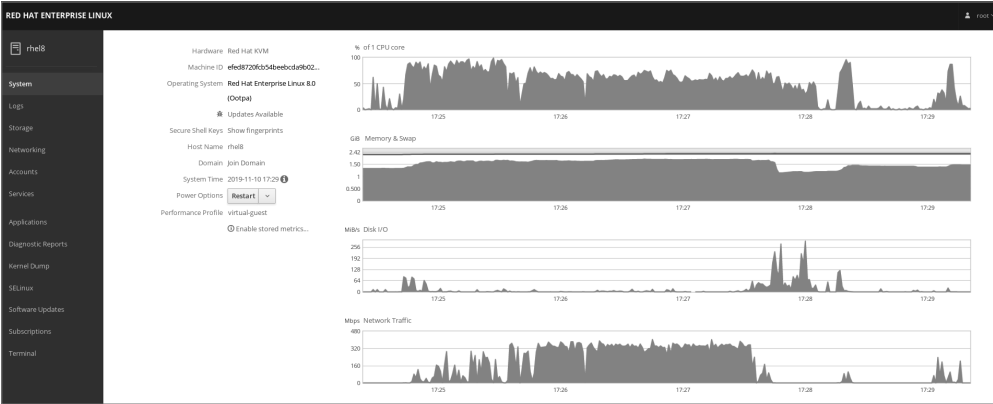 RED HAT ENTERPRISE LINUX
root
rhel8
System
Logs
Storage
Networking
Accounts
Services
Applications
Diagnostic Reports
Kernel Dump
SELinux
Software Updates
Subscriptions
Terminal
Hardware Red Hat KVM
Machine ID efed8720fcb54beebcda9b02...
Operating System Red Hat Enterprise Linux 8.0
(Ootpa)
Updates Available
Secure Shell Keys Show fingerprints
Host Name rhel8
Domain Join Domain
System Time 2019-11-10 17:29
Power Options Restart
Performance Profile virtual-guest
Enable stored metrics...
% of 1 CPU core
100
50
0
17:25 17:26 17:27 17:28 17:29
GiB Memory & Swap
2.42
1.50
1
0.500
0
17:25 17:26 17:27 17:28 17:29
MiB/s Disk I/O
256
192
128
64
0
17:25 17:26 17:27 17:28 17:29
Mbps Network Traffic
480
320
160
0
17:25 17:26 17:27 17:28 17:29